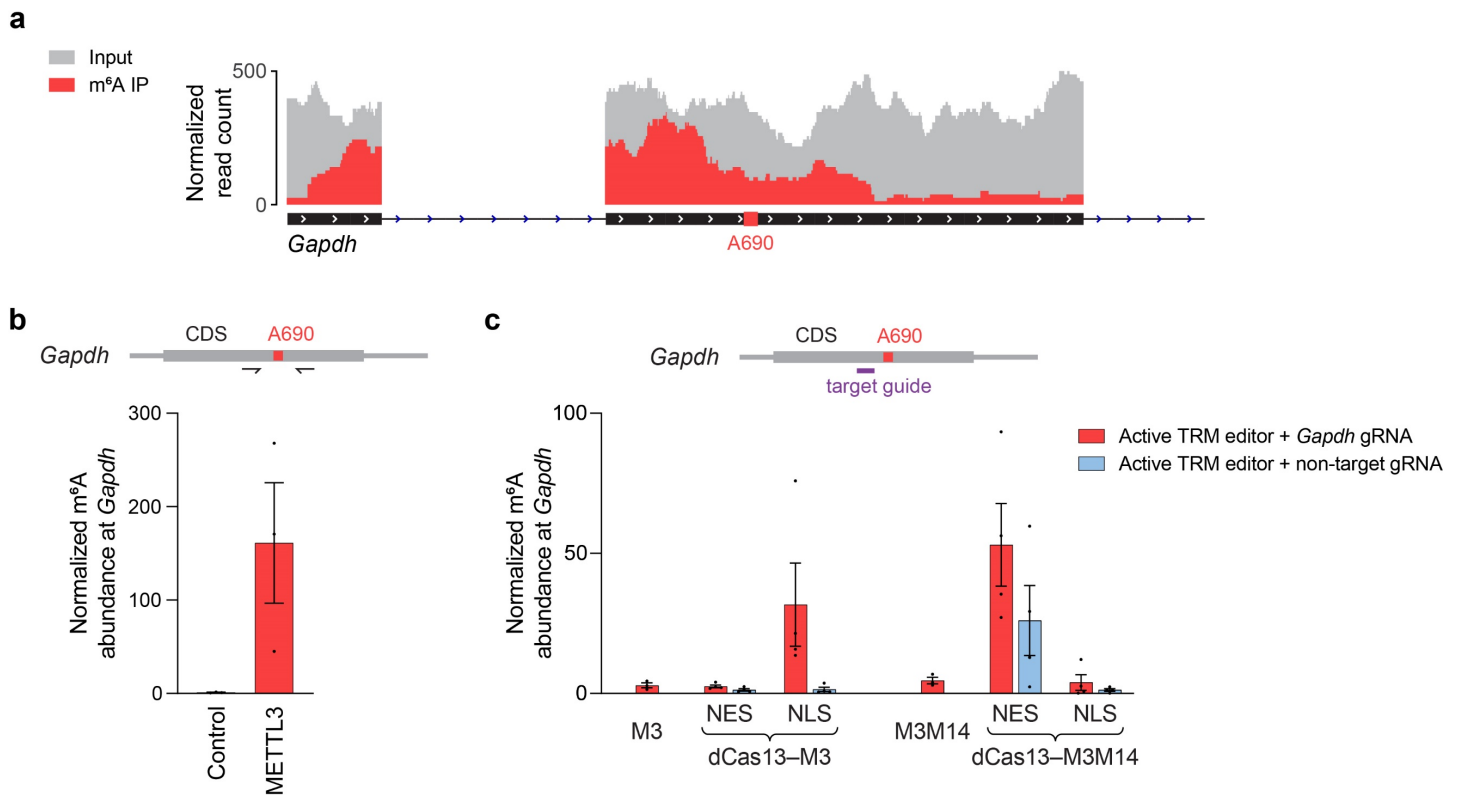 a
Input
m⁶A IP
Normalized
read count
500
0
Gapdh
A690
b
CDS
A690
Gapdh
Normalized m⁶A
abundance at Gapdh
300
200
100
0
Control
METTL3
c
CDS
A690
Gapdh
target guide
Normalized m⁶A
abundance at Gapdh
100
50
0
Active TRM editor + Gapdh gRNA
Active TRM editor + non-target gRNA
M3
NES
NLS
dCas13–M3
M3M14
NES
NLS
dCas13–M3M14